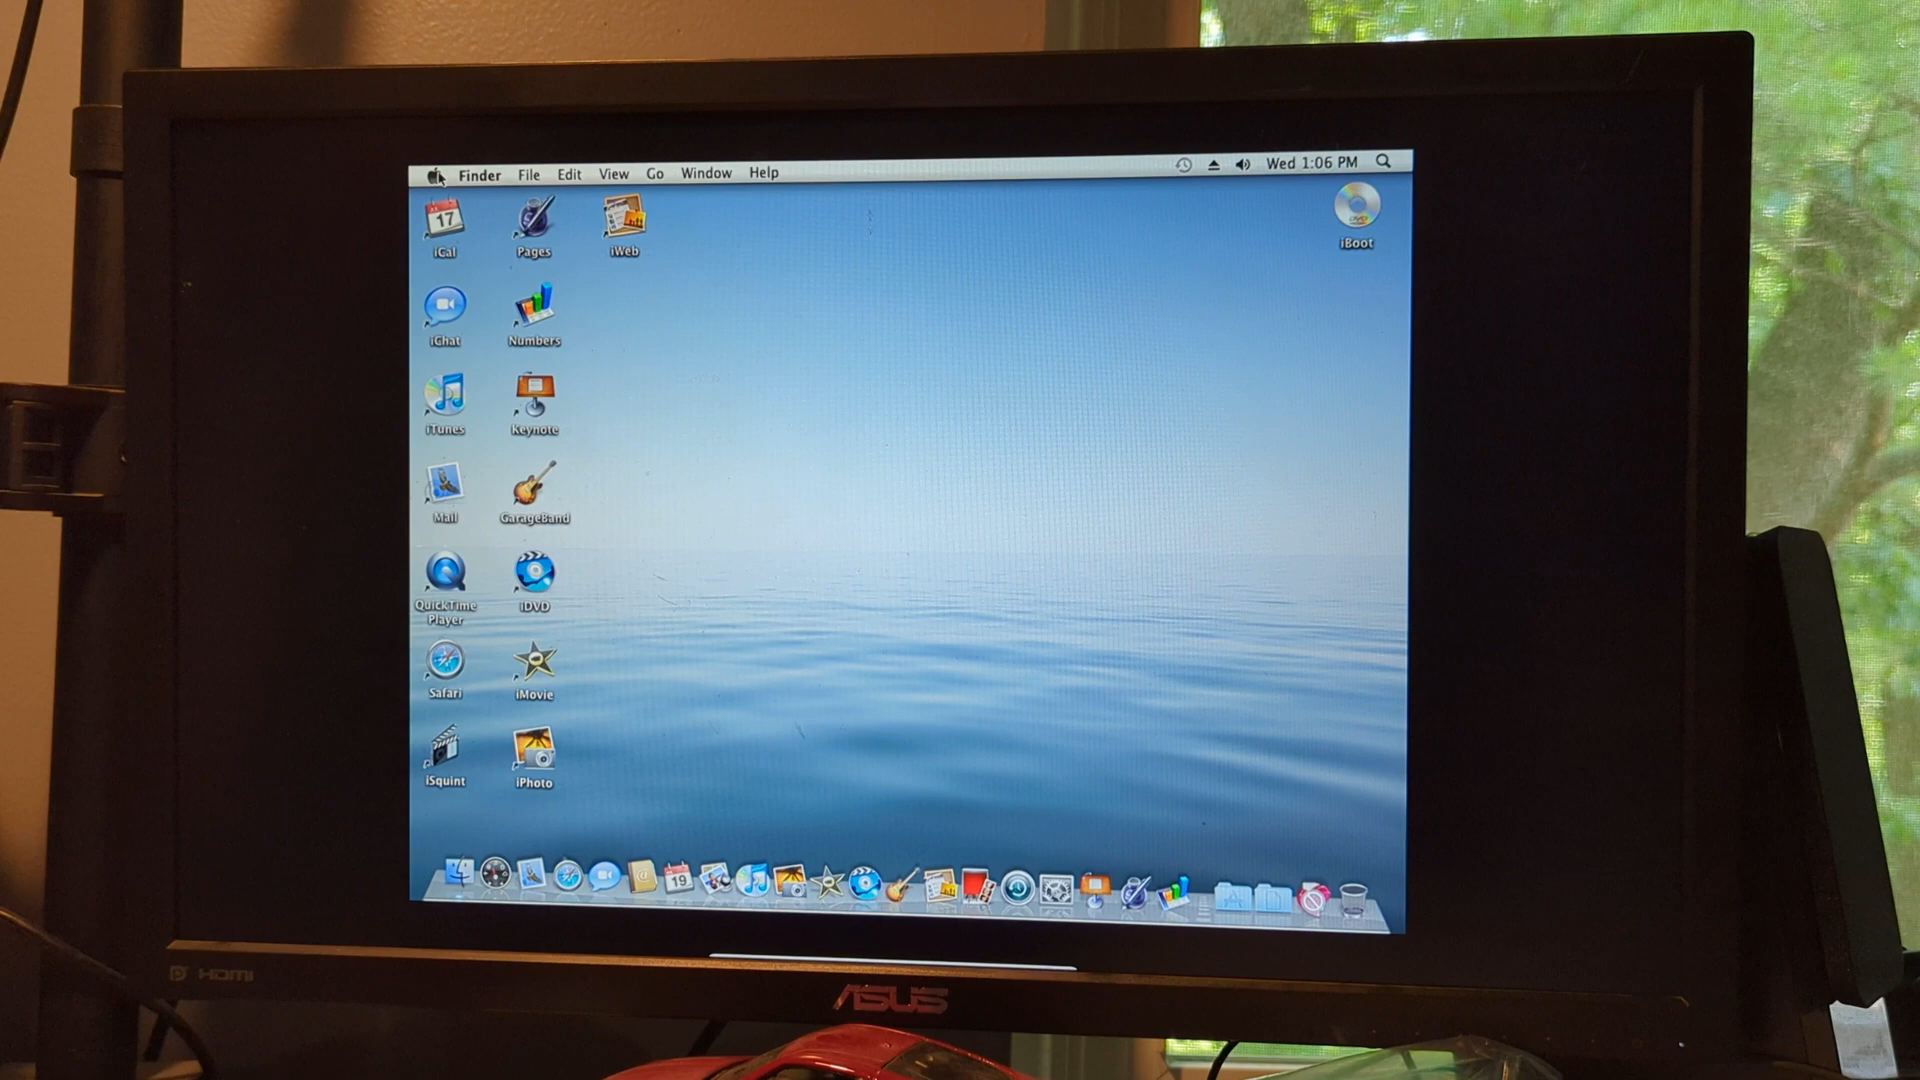 Finder File Edit View Go Window Help Wed 1:06 PM
17
iCal
Pages
iWeb
DVD
iBoot
iChat
Numbers
iTunes
Keynote
Mail
GarageBand
QuickTime
Player
iDVD
Safari
iMovie
iSquint
iPhoto
@
19
HDMI
ASUS